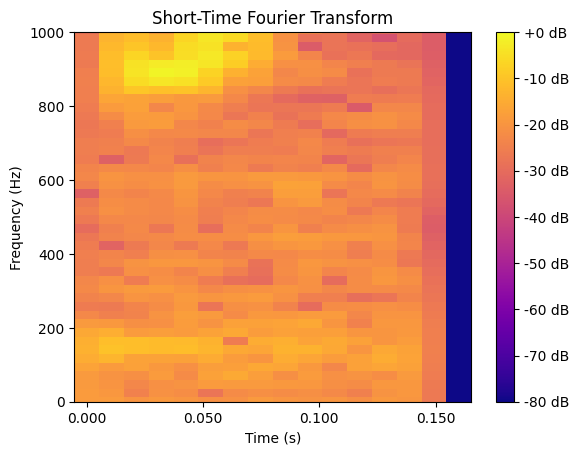 Short-Time Fourier Transform
Frequency (Hz)
1000
800
600
400
200
0
0.000 0.050 0.100 0.150
Time (s)
+0 dB
-10 dB
-20 dB
-30 dB
-40 dB
-50 dB
-60 dB
-70 dB
-80 dB